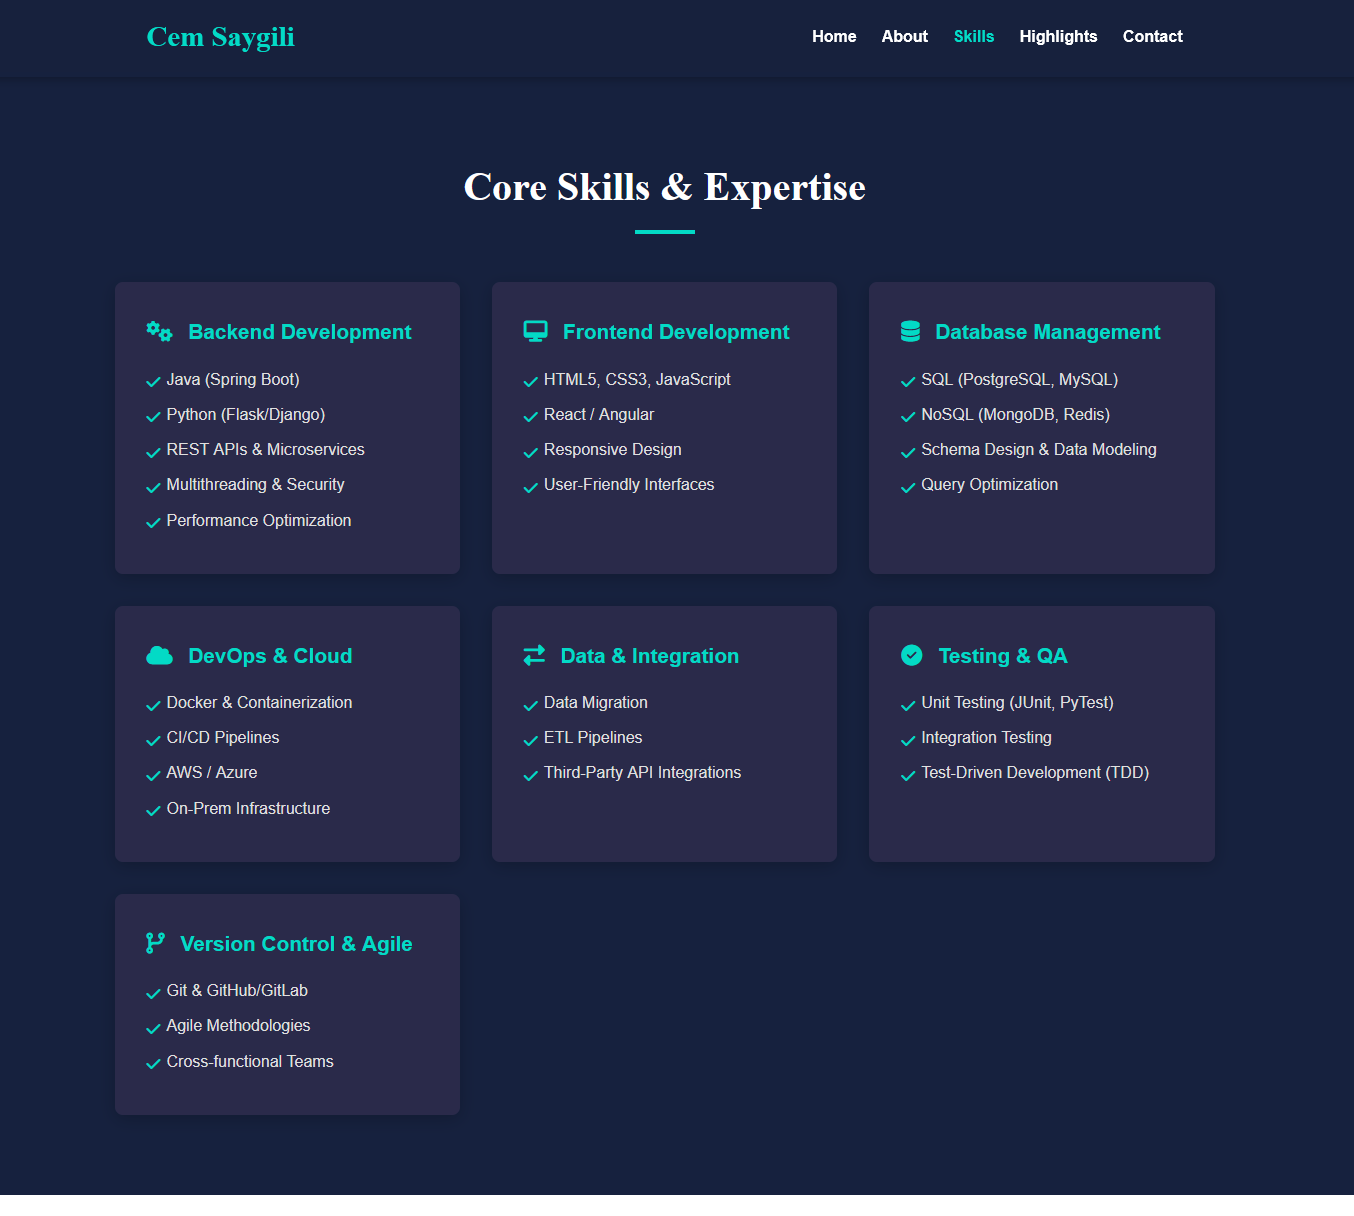 Cem Saygili
Home About Skills Highlights Contact
Core Skills & Expertise
Backend Development
Java (Spring Boot)
Python (Flask/Django)
REST APIs & Microservices
Multithreading & Security
Performance Optimization
Frontend Development
HTML5, CSS3, JavaScript
React / Angular
Responsive Design
User-Friendly Interfaces
Database Management
SQL (PostgreSQL, MySQL)
NoSQL (MongoDB, Redis)
Schema Design & Data Modeling
Query Optimization
DevOps & Cloud
Docker & Containerization
CI/CD Pipelines
AWS / Azure
On-Prem Infrastructure
Data & Integration
Data Migration
ETL Pipelines
Third-Party API Integrations
Testing & QA
Unit Testing (JUnit, PyTest)
Integration Testing
Test-Driven Development (TDD)
Version Control & Agile
Git & GitHub/GitLab
Agile Methodologies
Cross-functional Teams